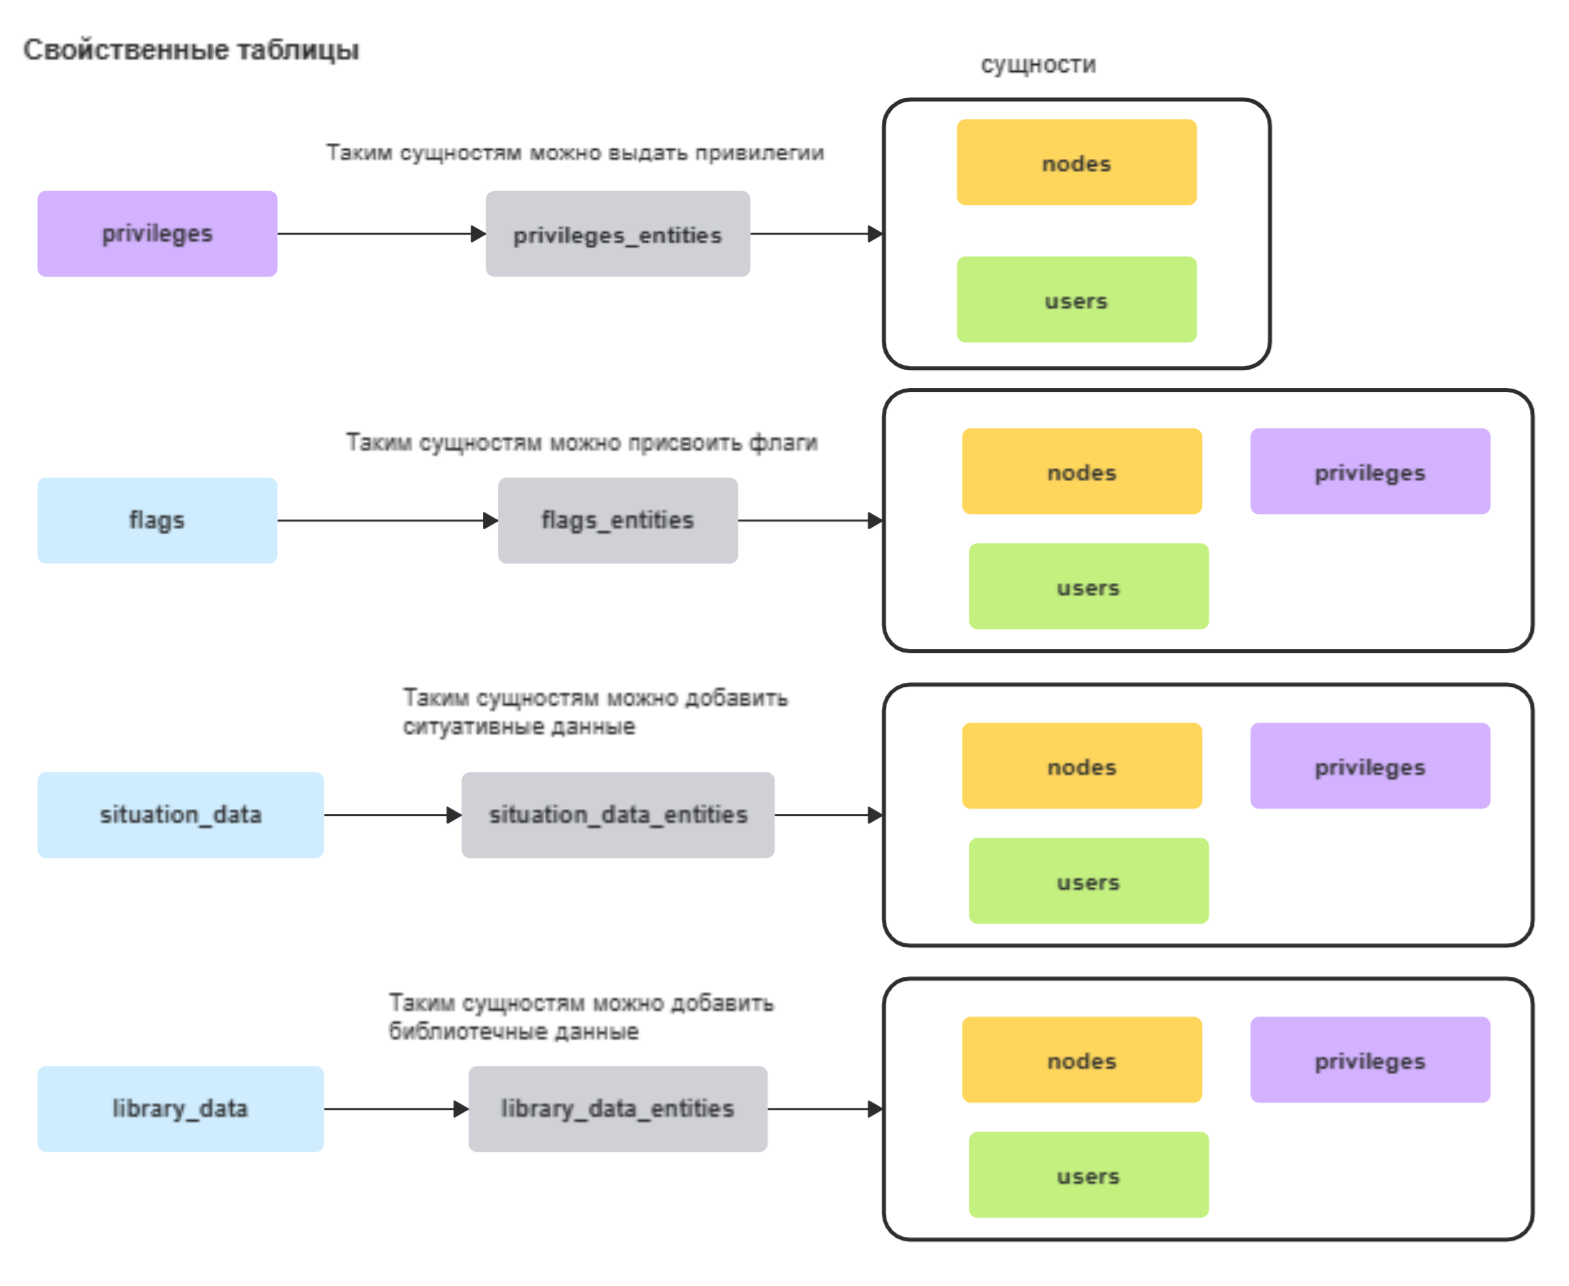 Свойственные таблицы
сущности
Таким сущностям можно выдать привилегии
privileges
privileges_entities
nodes
users
Таким сущностям можно присвоить флаги
flags
flags_entities
nodes
privileges
users
Таким сущностям можно добавить
ситуативные данные
situation_data
situation_data_entities
nodes
privileges
users
Таким сущностям можно добавить
библиотечные данные
library_data
library_data_entities
nodes
privileges
users